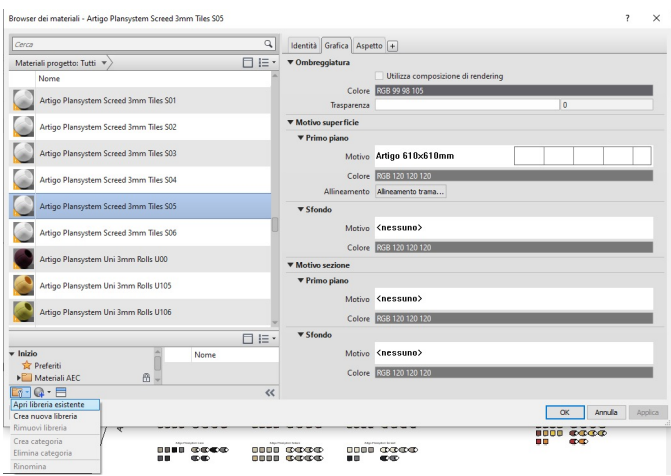 Browser dei materiali - Artigo Plansystem Screed 3mm Tiles S05
? ×
Cerca
Materiali progetto: Tutti
Nome
Artigo Plansystem Screed 3mm Tiles S01
Artigo Plansystem Screed 3mm Tiles S02
Artigo Plansystem Screed 3mm Tiles S03
Artigo Plansystem Screed 3mm Tiles S04
Artigo Plansystem Screed 3mm Tiles S05
Artigo Plansystem Screed 3mm Tiles S06
Artigo Plansystem Uni 3mm Rolls U00
Artigo Plansystem Uni 3mm Rolls U105
Artigo Plansystem Uni 3mm Rolls U106
Inizio
Nome
Preferiti
Materiali AEC
Apri libreria esistente
Crea nuova libreria
Rimuovi libreria
Crea categoria
Elimina categoria
Rinomina
Identità Grafica Aspetto +
Ombreggiatura
Utilizza composizione di rendering
Colore RGB 99 98 105
Trasparenza 0
Motivo superficie
Primo piano
Motivo Artigo 610x610mm
Colore RGB 120 120 120
Allineamento Allineamento trama...
Sfondo
Motivo <nessuno>
Colore RGB 120 120 120
Motivo sezione
Primo piano
Motivo <nessuno>
Colore RGB 120 120 120
Sfondo
Motivo <nessuno>
Colore RGB 120 120 120
OK Annulla Applica